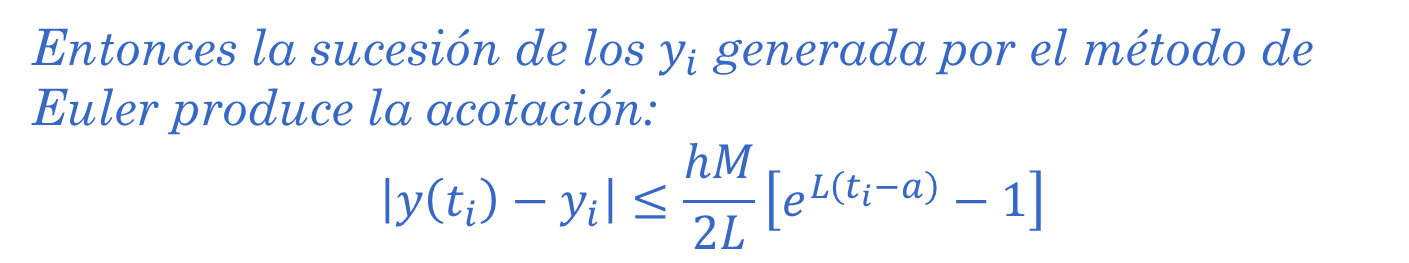 Entonces la sucesión de los yᵢ generada por el método de
Euler produce la acotación:
|y(tᵢ) − yᵢ| ≤ hM/2L [e^{L(tᵢ−a)} − 1]